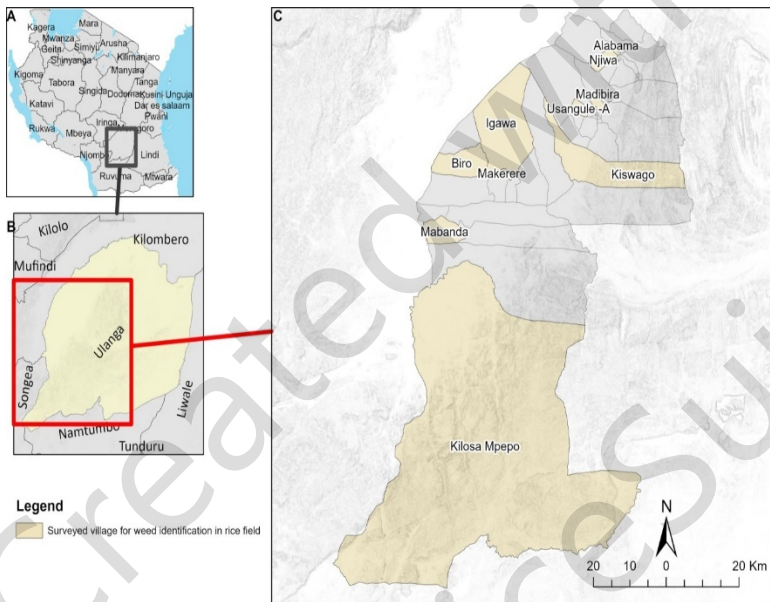 A
Mara
Kagera
Mwanza
Geita
Simiyu
Arusha
Shinyanga
Kilimanjaro
Manyara
Kigoma
Tabora
Tanga
Singida
Dodoma
Kusini-Unguja
Dar es salaam
Pwani
Katavi
Iringa
Rukwa
Mbeya
Njombe
Lindi
Ruvuma
Mtwara
B
Kilolo
Kilombero
Mufindi
Ulanga
Songea
Liwale
Namtumbo
Tunduru
Legend
Surveyed village for weed identification in rice field
C
Alabama
Njiwa
Madibira
Usangule -A
Igawa
Biro
Makerere
Kiswago
Mabanda
Kilosa Mpepo
N
20 10 0 20 Km